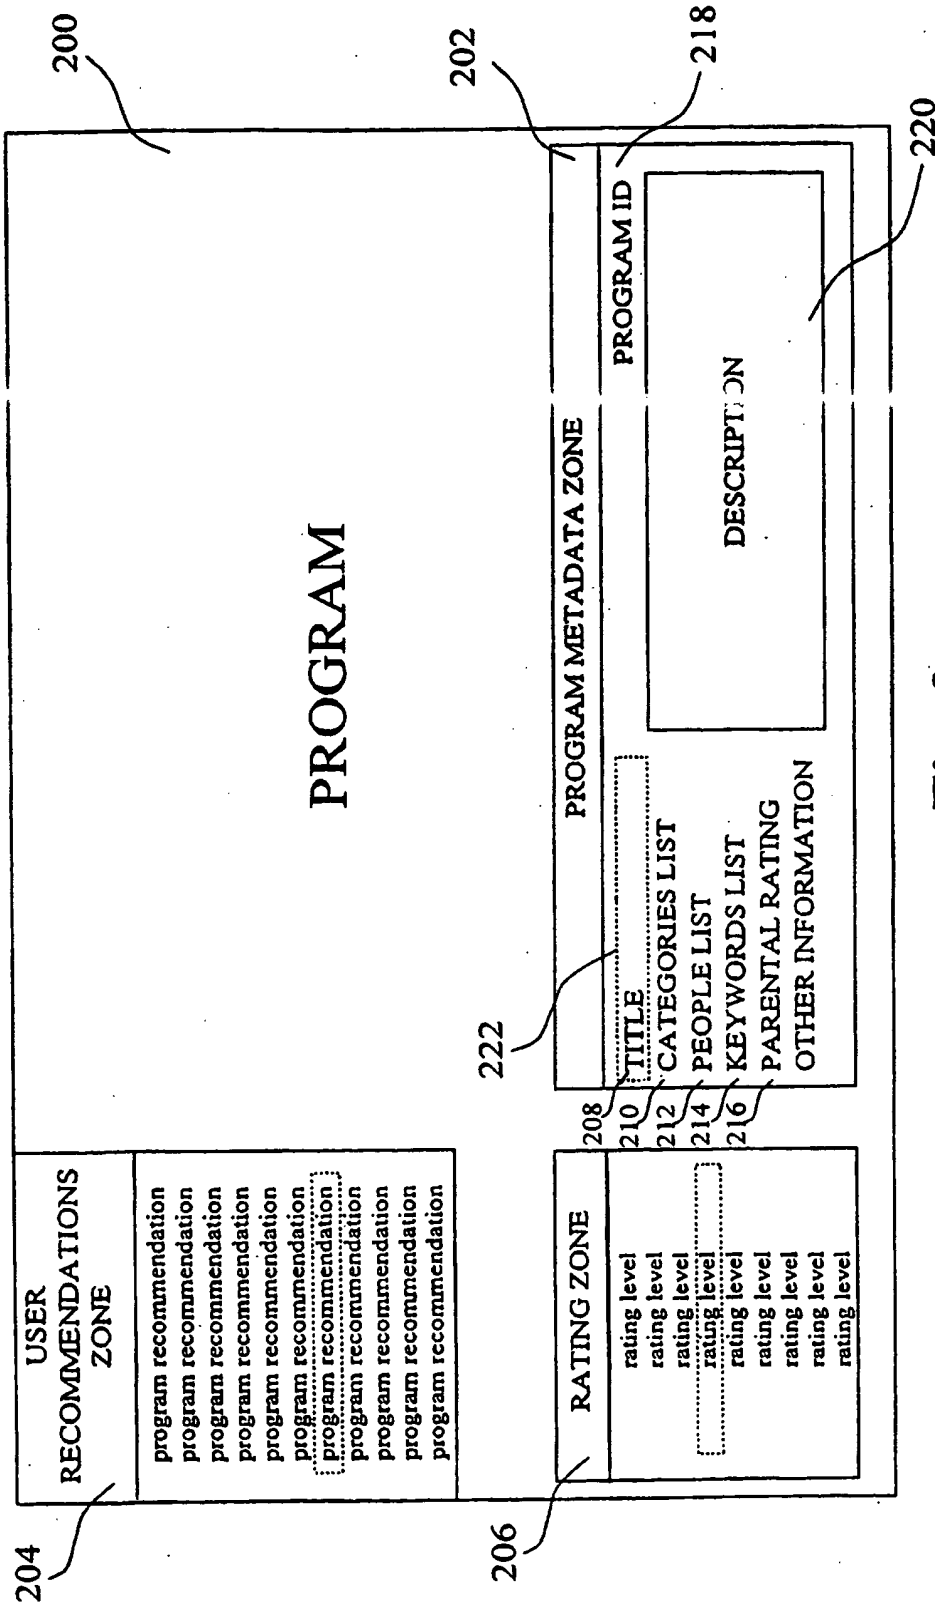 200
USER
RECOMMENDATIONS
ZONE
204
program recommendation
program recommendation
program recommendation
program recommendation
program recommendation
program recommendation
program recommendation
program recommendation
program recommendation
program recommendation
program recommendation
PROGRAM
202
PROGRAM METADATA ZONE
222
218
208 TITLE
PROGRAM ID
210 CATEGORIES LIST
212 PEOPLE LIST
214 KEYWORDS LIST
216 PARENTAL RATING
OTHER INFORMATION
DESCRIPTION
220
206
RATING ZONE
rating level
rating level
rating level
rating level
rating level
rating level
rating level
rating level
rating level